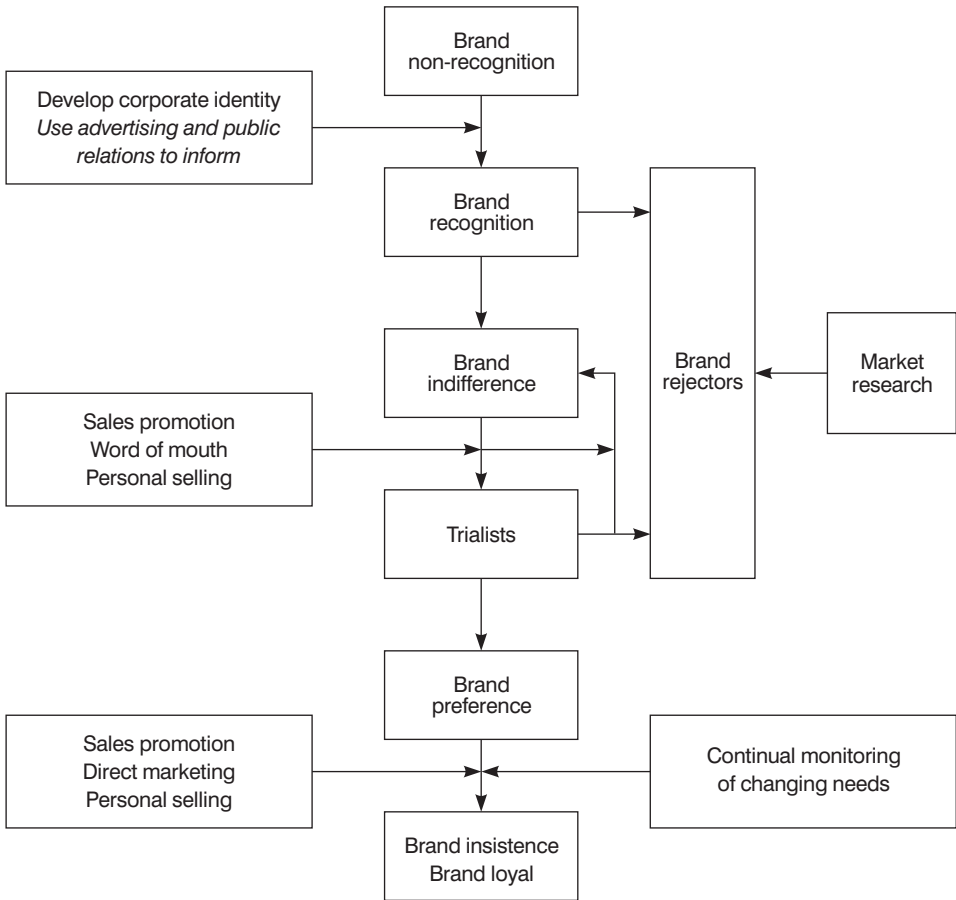 Brand
non-recognition
Develop corporate identity
Use advertising and public
relations to inform
Brand
recognition
Brand
indifference
Brand
rejectors
Market
research
Sales promotion
Word of mouth
Personal selling
Trialists
Brand
preference
Sales promotion
Direct marketing
Personal selling
Continual monitoring
of changing needs
Brand insistence
Brand loyal